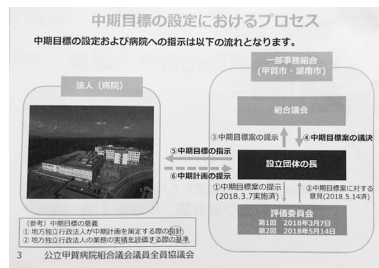 中期目標の設定におけるプロセス
中期目標の設定および病院への指示は以下の流れとなります。
法人（病院）
一部事務組合
（甲賀市・湖南市）
組合議会
③中期目標案の提示
④中期目標案の議決
⑤中期目標の指示
⑥中期計画の提示
設立団体の長
①中期目標案の提示
（2018.3.7実施済）
②中期目標案に対する
意見（2018.5.14済）
評価委員会
第1回　2018年3月7日
第2回　2018年5月14日
（参考）中期目標の意義
① 地方独立行政法人が中期計画を策定する際の指針
② 地方独立行政法人の業務の実績を評価する際の基準
3　公立甲賀病院組合議会議員全員協議会